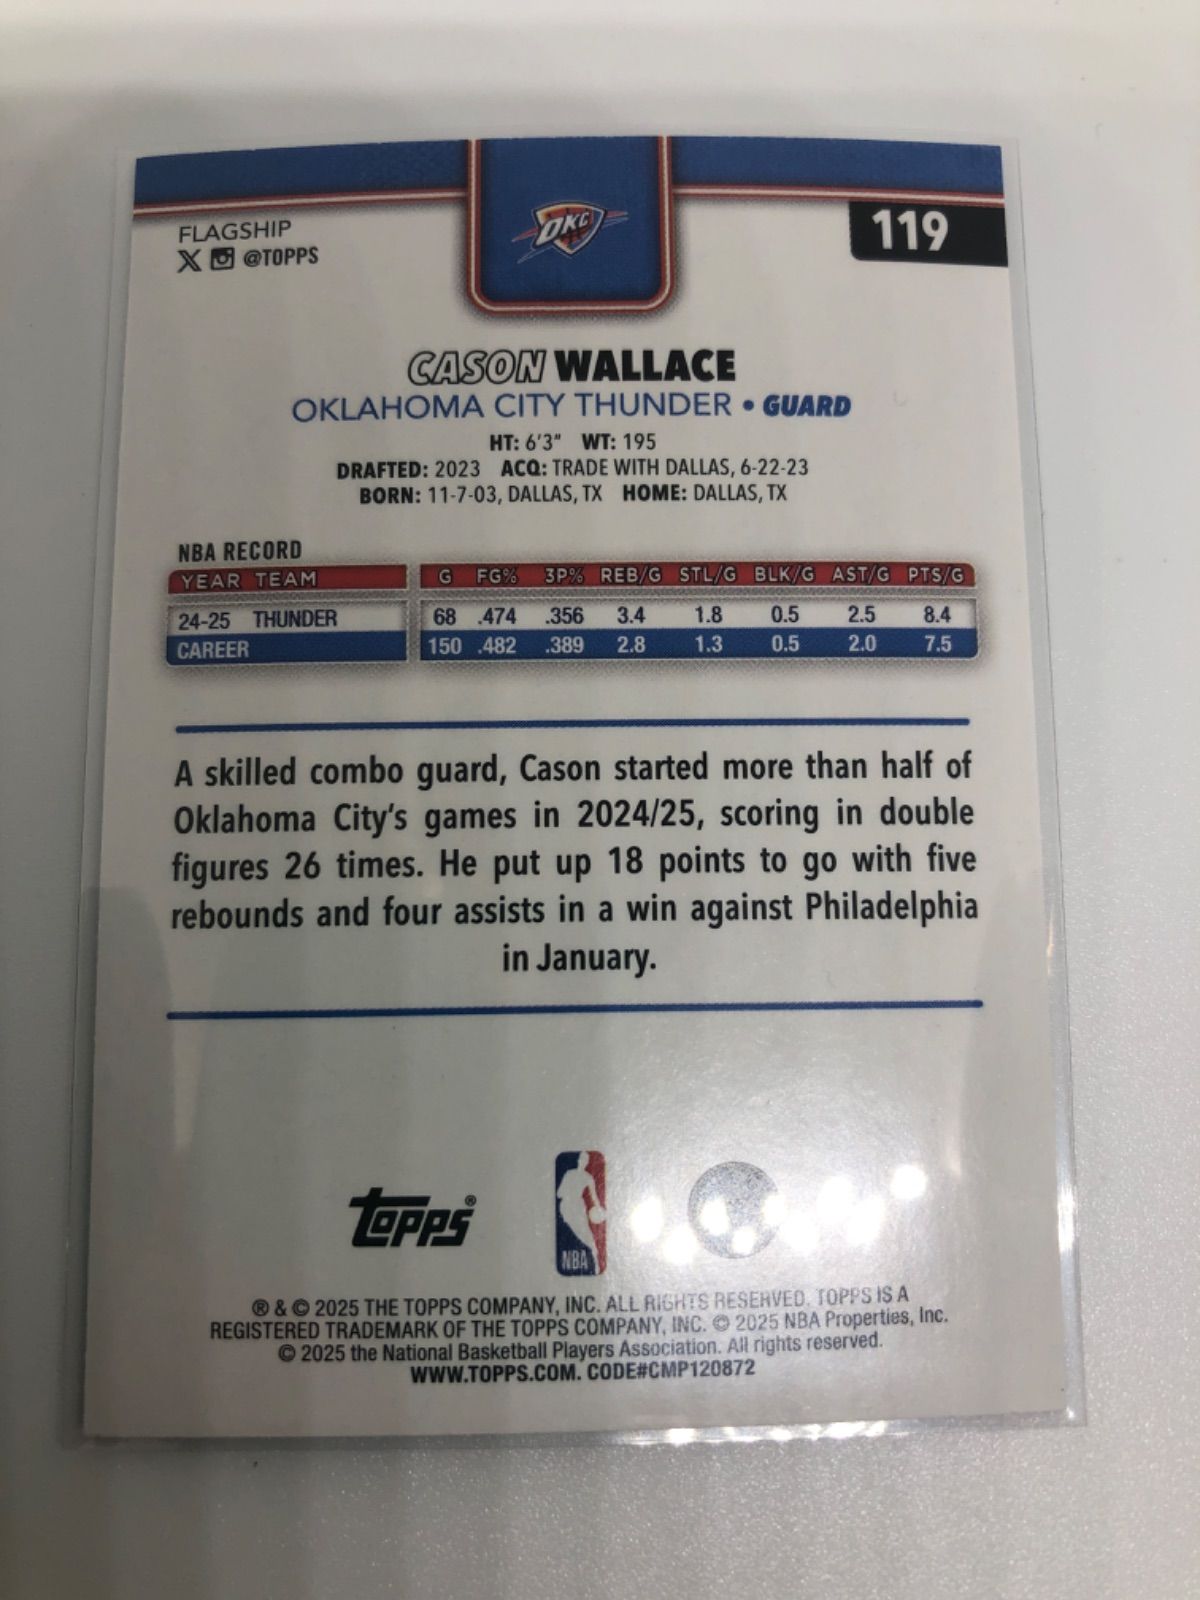 FLAGSHIP
X @TOPPS
OKC
119
CASON WALLACE
OKLAHOMA CITY THUNDER • GUARD
HT: 6'3" WT: 195
DRAFTED: 2023 ACQ: TRADE WITH DALLAS, 6-22-23
BORN: 11-7-03, DALLAS, TX HOME: DALLAS, TX
NBA RECORD
YEAR TEAM G FG% 3P% REB/G STL/G BLK/G AST/G PTS/G
24-25 THUNDER 68 .474 .356 3.4 1.8 0.5 2.5 8.4
CAREER 150 .482 .389 2.8 1.3 0.5 2.0 7.5
A skilled combo guard, Cason started more than half of
Oklahoma City's games in 2024/25, scoring in double
figures 26 times. He put up 18 points to go with five
rebounds and four assists in a win against Philadelphia
in January.
topps®
NBA
® & © 2025 THE TOPPS COMPANY, INC. ALL RIGHTS RESERVED. TOPPS IS A
REGISTERED TRADEMARK OF THE TOPPS COMPANY, INC. © 2025 NBA Properties, Inc.
© 2025 the National Basketball Players Association. All rights reserved.
WWW.TOPPS.COM. CODE#CMP120872